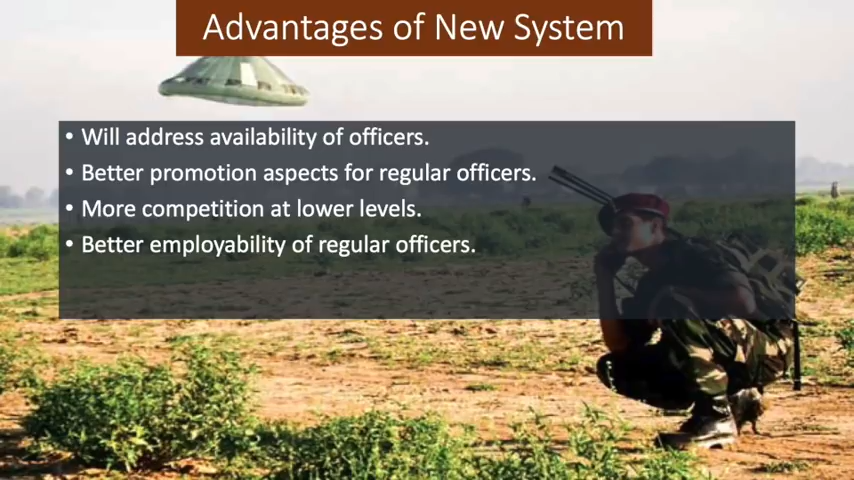 Advantages of New System
• Will address availability of officers.
• Better promotion aspects for regular officers.
• More competition at lower levels.
• Better employability of regular officers.